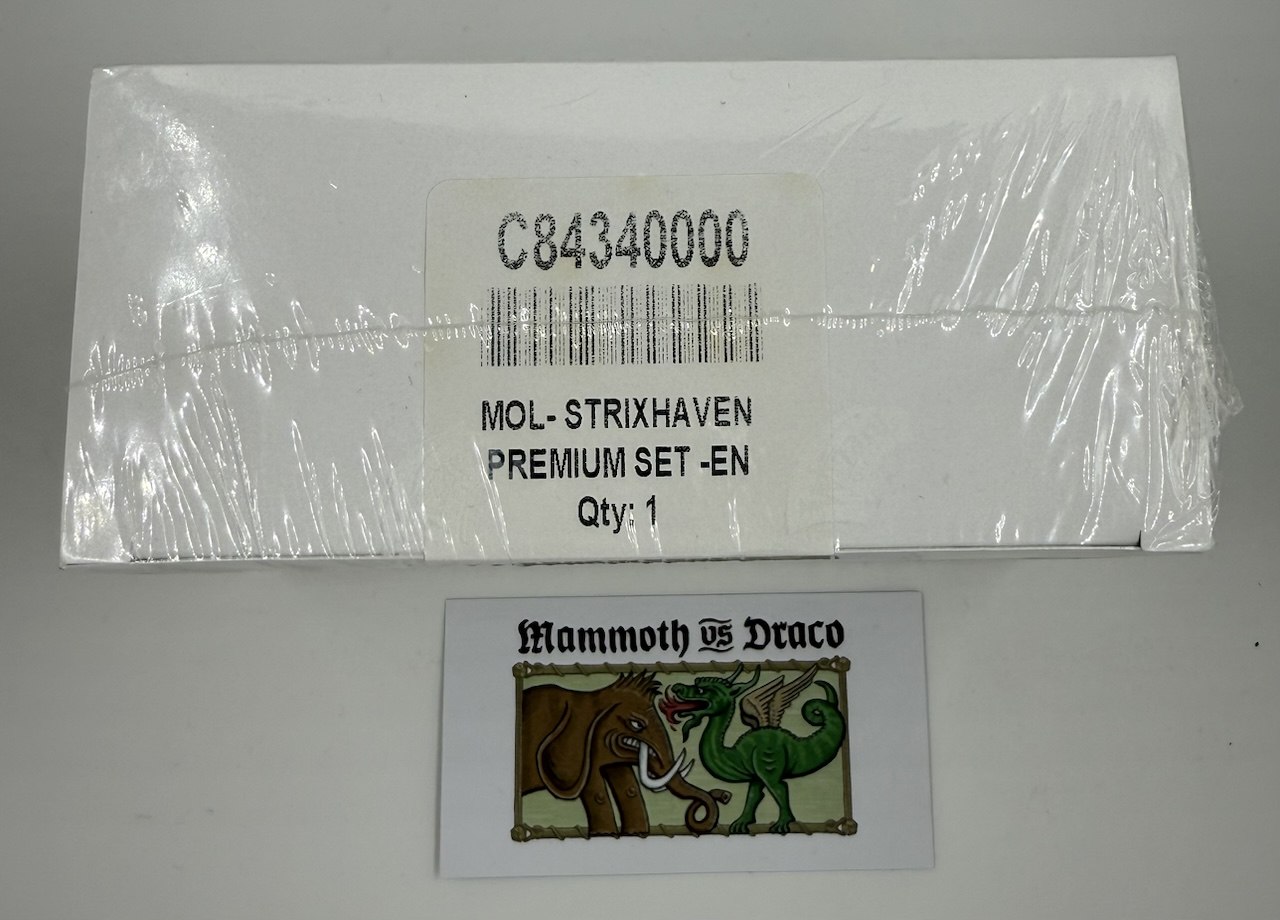 C84340000
MOL- STRIXHAVEN
PREMIUM SET -EN
Qty: 1
Mammoth vs Draco